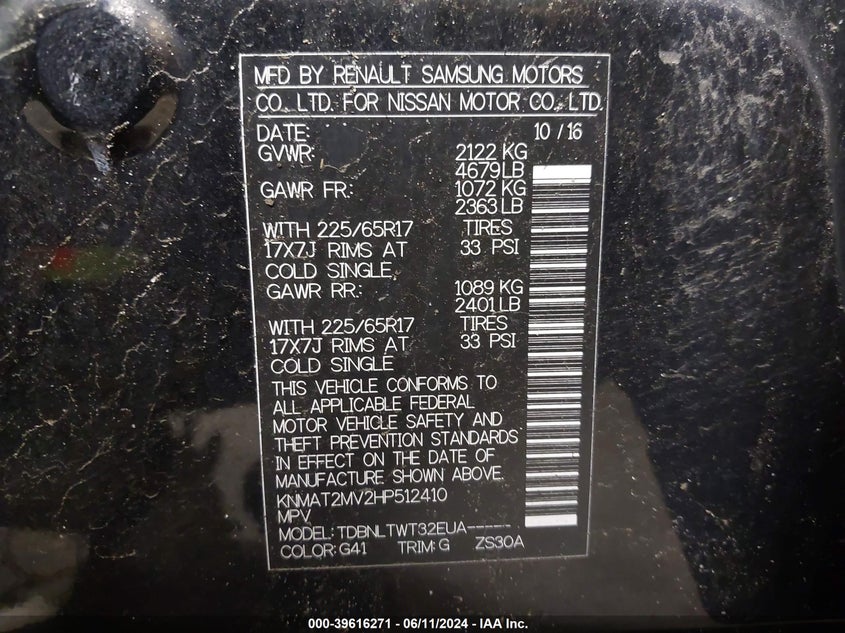 MFD BY RENAULT SAMSUNG MOTORS
CO. LTD. FOR NISSAN MOTOR CO., LTD.
DATE: 10 / 16
GVWR: 2122 KG
4679LB
GAWR FR.: 1072 KG
2363LB
WITH 225/65R17 TIRES
17X7J RIMS AT 33 PSI
COLD SINGLE
GAWR RR.: 1089 KG
2401LB
WITH 225/65R17 TIRES
17X7J RIMS AT 33 PSI
COLD SINGLE
THIS VEHICLE CONFORMS TO
ALL APPLICABLE FEDERAL
MOTOR VEHICLE SAFETY AND
THEFT PREVENTION STANDARDS
IN EFFECT ON THE DATE OF
MANUFACTURE SHOWN ABOVE.
KNMAT2MV2HP512410
MPV
MODEL: TDBNLTWT32EUA-----
COLOR: G41 TRIM: G ZS30A
000-39616271 - 06/11/2024 - IAA Inc.